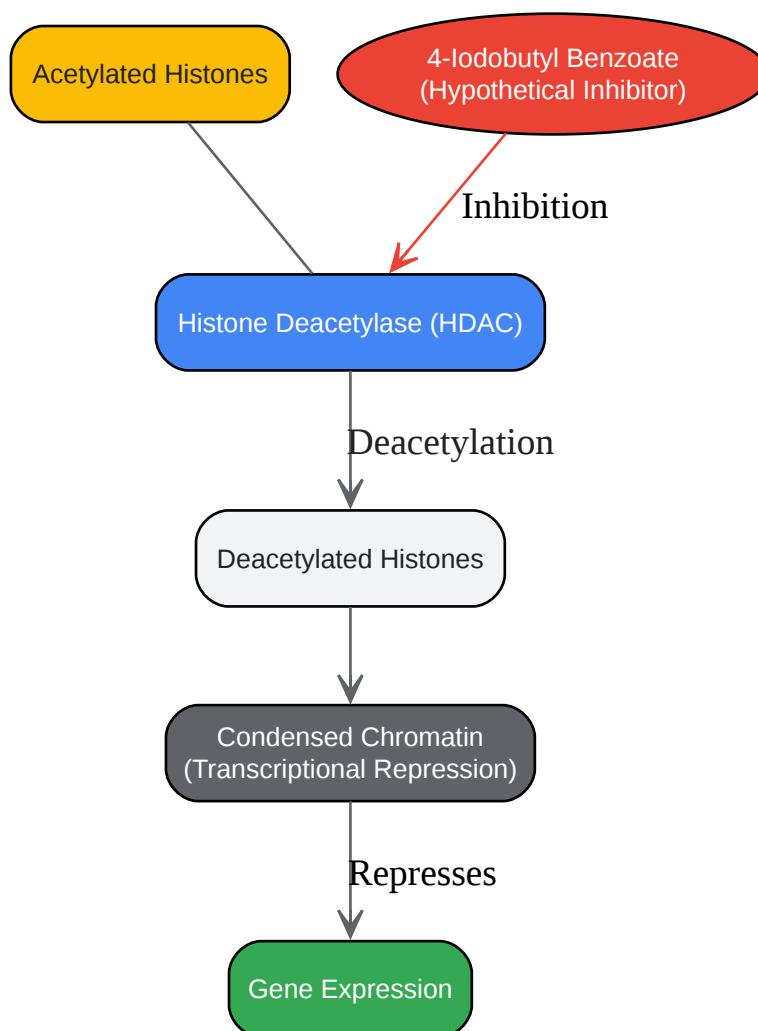 Acetylated Histones
4-Iodobutyl Benzoate
(Hypothetical Inhibitor)
Inhibition
Histone Deacetylase (HDAC)
Deacetylation
Deacetylated Histones
Condensed Chromatin
(Transcriptional Repression)
Represses
Gene Expression